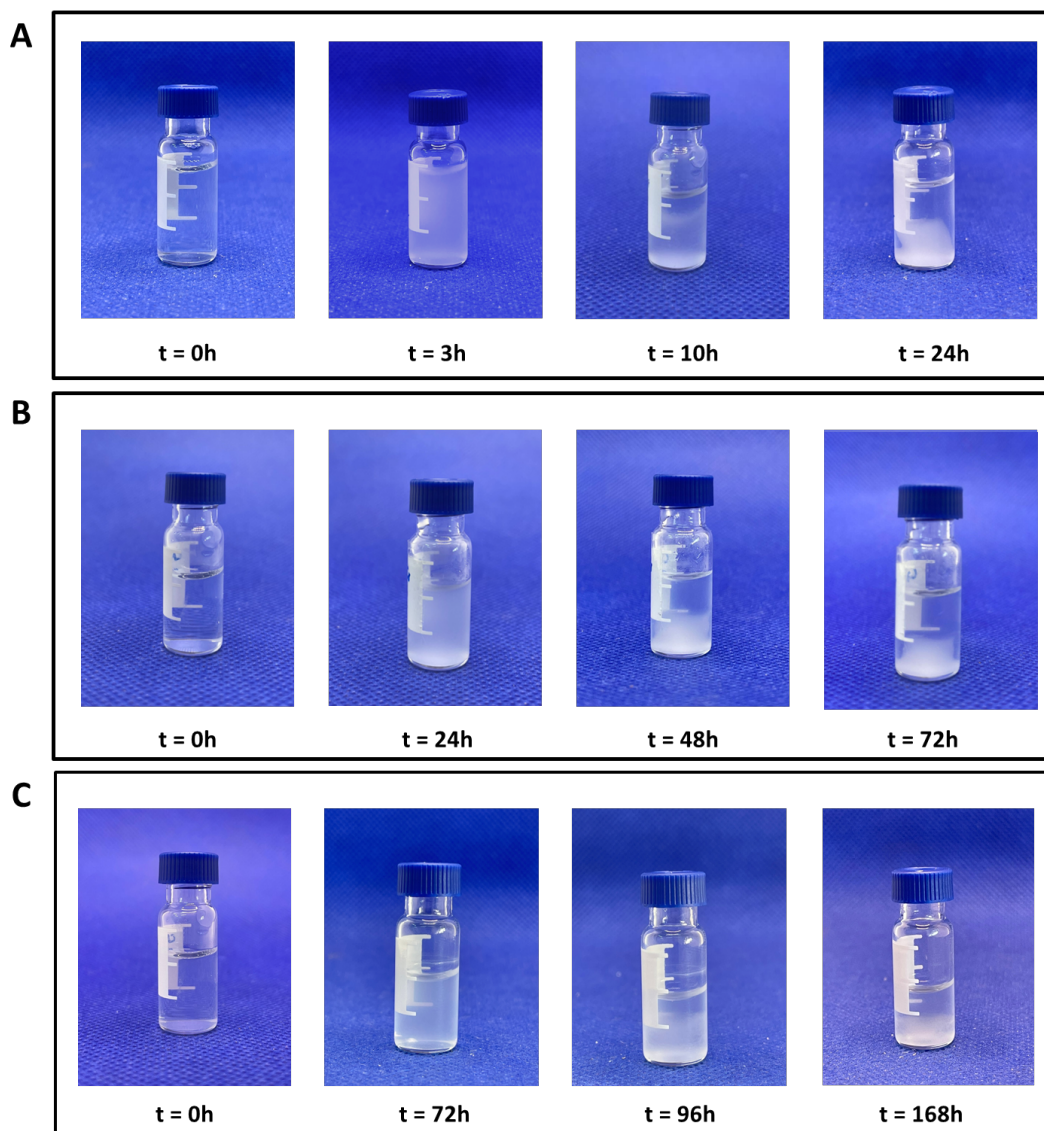 A
t = 0h
t = 3h
t = 10h
t = 24h
B
t = 0h
t = 24h
t = 48h
t = 72h
C
t = 0h
t = 72h
t = 96h
t = 168h